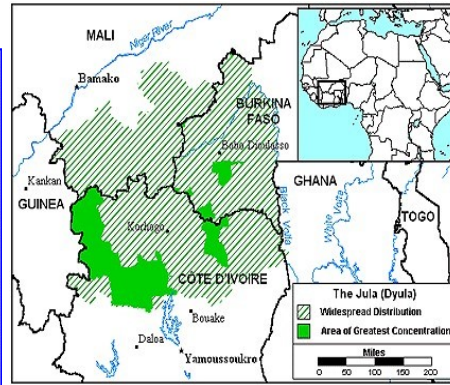 MALI
Niger River
Bamako
BURKINA
FASO
Bobo Dioulasso
Kankan
GUINEA
GHANA
TOGO
Black Volta
White Volta
Korhogo
CÔTE D'IVOIRE
Bouake
Daloa
Yamoussoukro
The Jula (Dyula)
Widespread Distribution
Area of Greatest Concentration
Miles
0 50 100 150 200